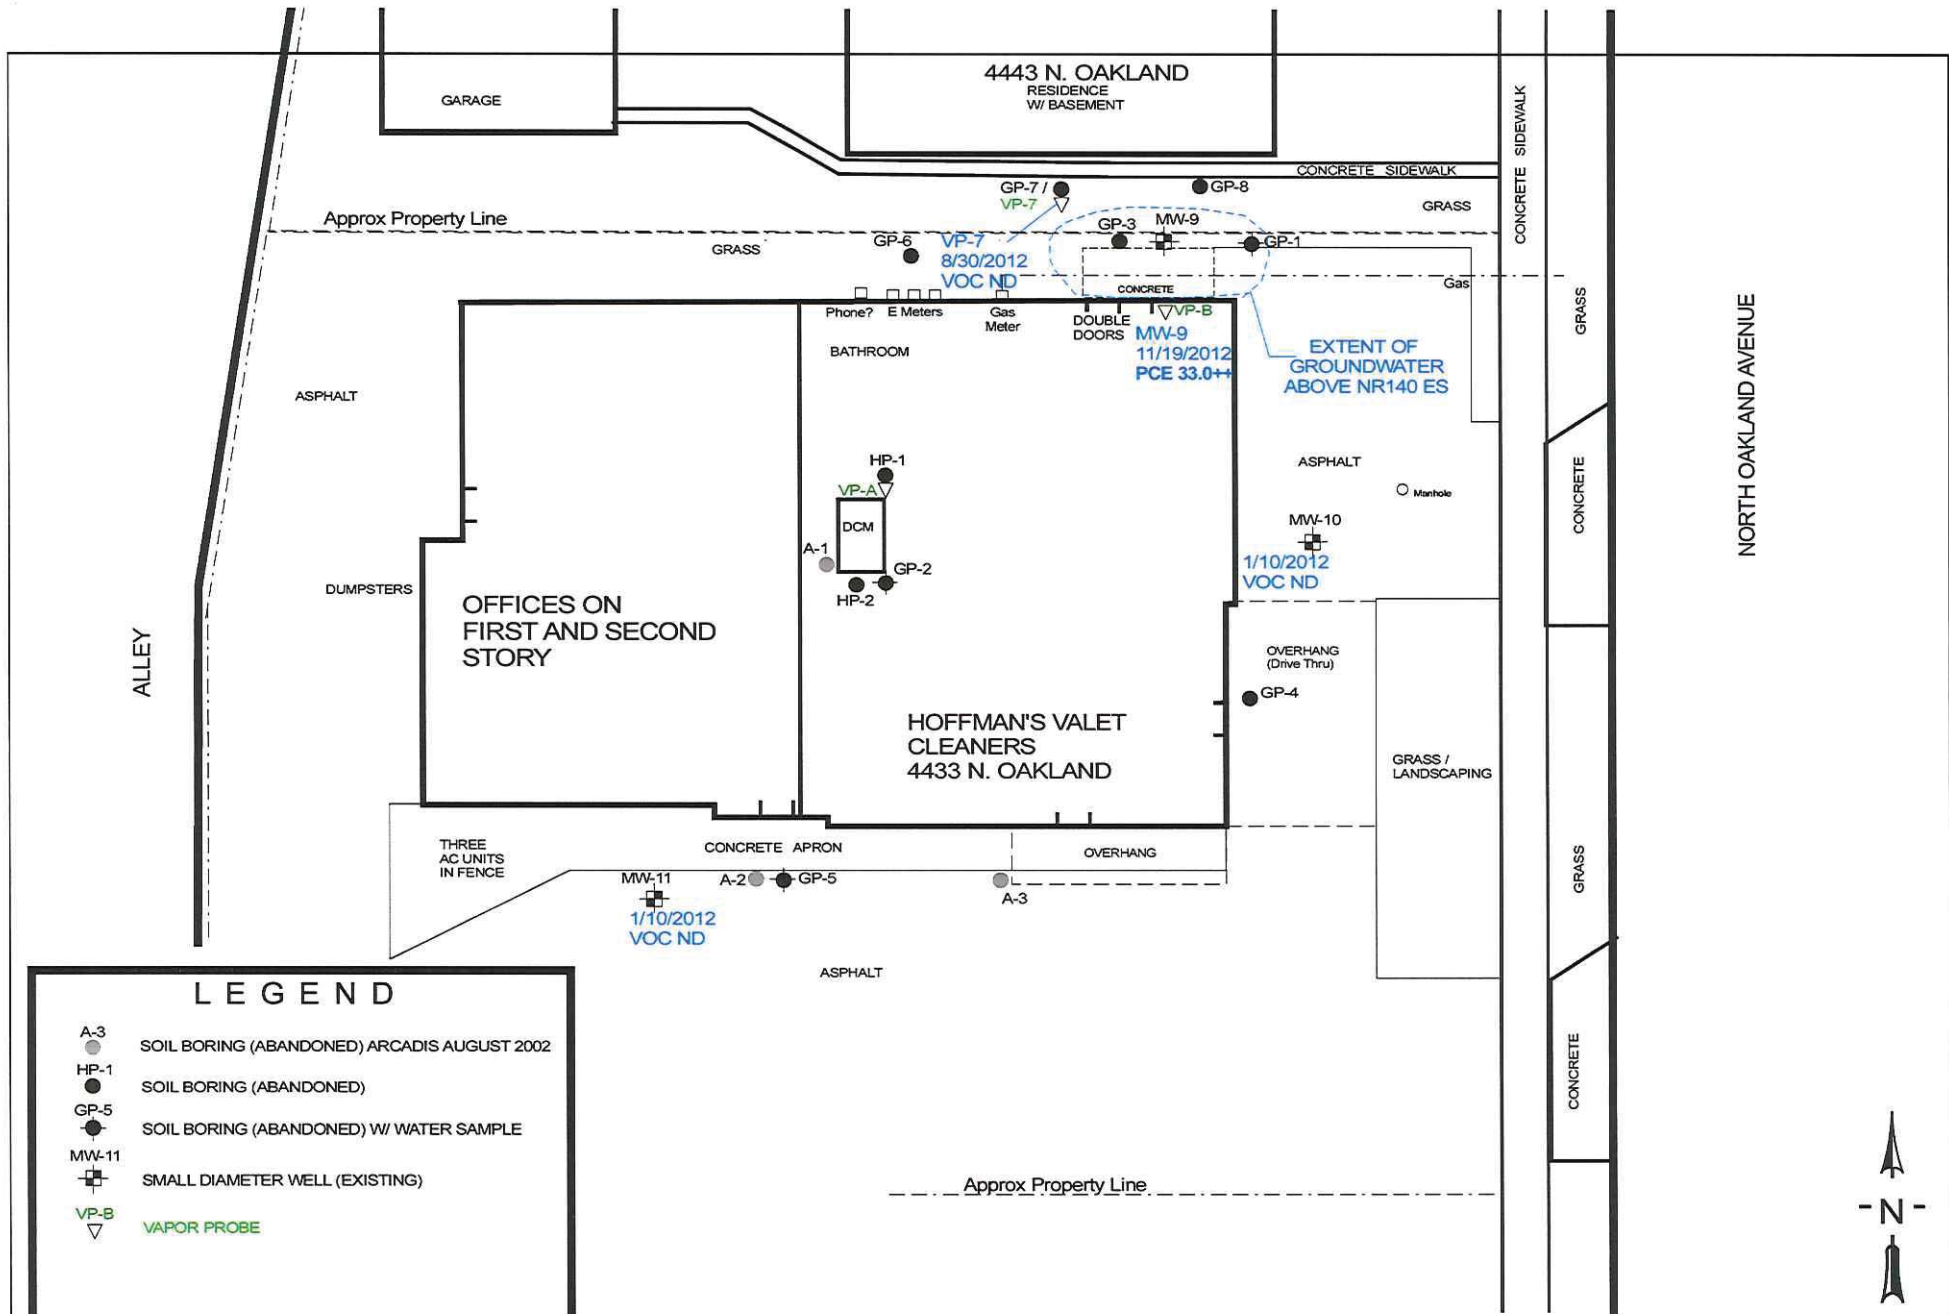 GARAGE
4443 N. OAKLAND
RESIDENCE
W/ BASEMENT
CONCRETE SIDEWALK
CONCRETE SIDEWALK
GP-7 /
VP-7
GP-8
GRASS
Approx Property Line
GRASS
GP-6
VP-7
8/30/2012
VOC ND
GP-3
MW-9
GP-1
Gas
CONCRETE
Phone?
E Meters
Gas
Meter
DOUBLE
DOORS
VP-B
MW-9
11/19/2012
PCE 33.0++
EXTENT OF
GROUNDWATER
ABOVE NR140 ES
GRASS
NORTH OAKLAND AVENUE
BATHROOM
ASPHALT
HP-1
VP-A
DCM
A-1
GP-2
HP-2
ASPHALT
Manhole
MW-10
1/10/2012
VOC ND
CONCRETE
DUMPSTERS
ALLEY
OFFICES ON
FIRST AND SECOND
STORY
OVERHANG
(Drive Thru)
GP-4
HOFFMAN'S VALET
CLEANERS
4433 N. OAKLAND
GRASS /
LANDSCAPING
THREE
AC UNITS
IN FENCE
CONCRETE APRON
OVERHANG
GRASS
MW-11
1/10/2012
VOC ND
A-2
GP-5
A-3
ASPHALT
CONCRETE
Approx Property Line
LEGEND
A-3
SOIL BORING (ABANDONED) ARCADIS AUGUST 2002
HP-1
SOIL BORING (ABANDONED)
GP-5
SOIL BORING (ABANDONED) W/ WATER SAMPLE
MW-11
SMALL DIAMETER WELL (EXISTING)
VP-B
VAPOR PROBE
-N-